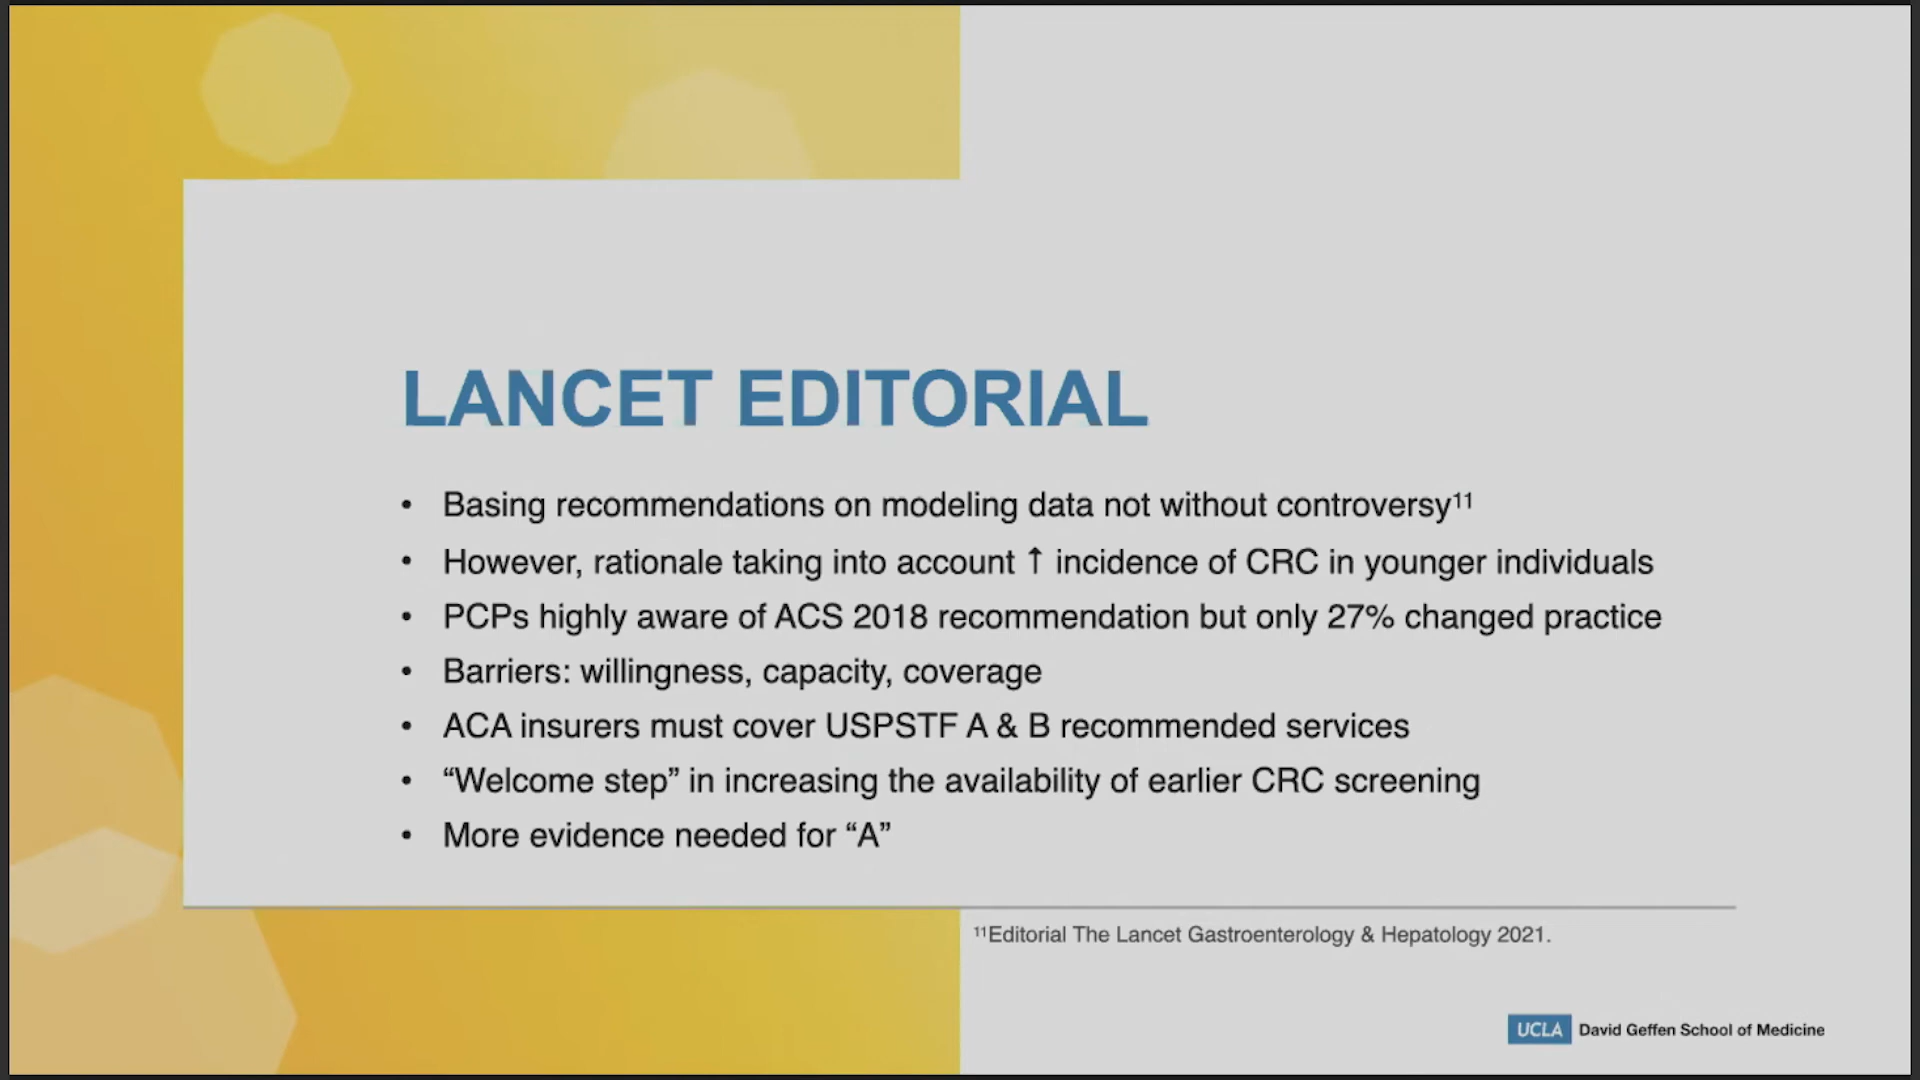 LANCET EDITORIAL
• Basing recommendations on modeling data not without controversy¹¹
• However, rationale taking into account ↑ incidence of CRC in younger individuals
• PCPs highly aware of ACS 2018 recommendation but only 27% changed practice
• Barriers: willingness, capacity, coverage
• ACA insurers must cover USPSTF A & B recommended services
• “Welcome step” in increasing the availability of earlier CRC screening
• More evidence needed for “A”
¹¹Editorial The Lancet Gastroenterology & Hepatology 2021.
UCLA David Geffen School of Medicine